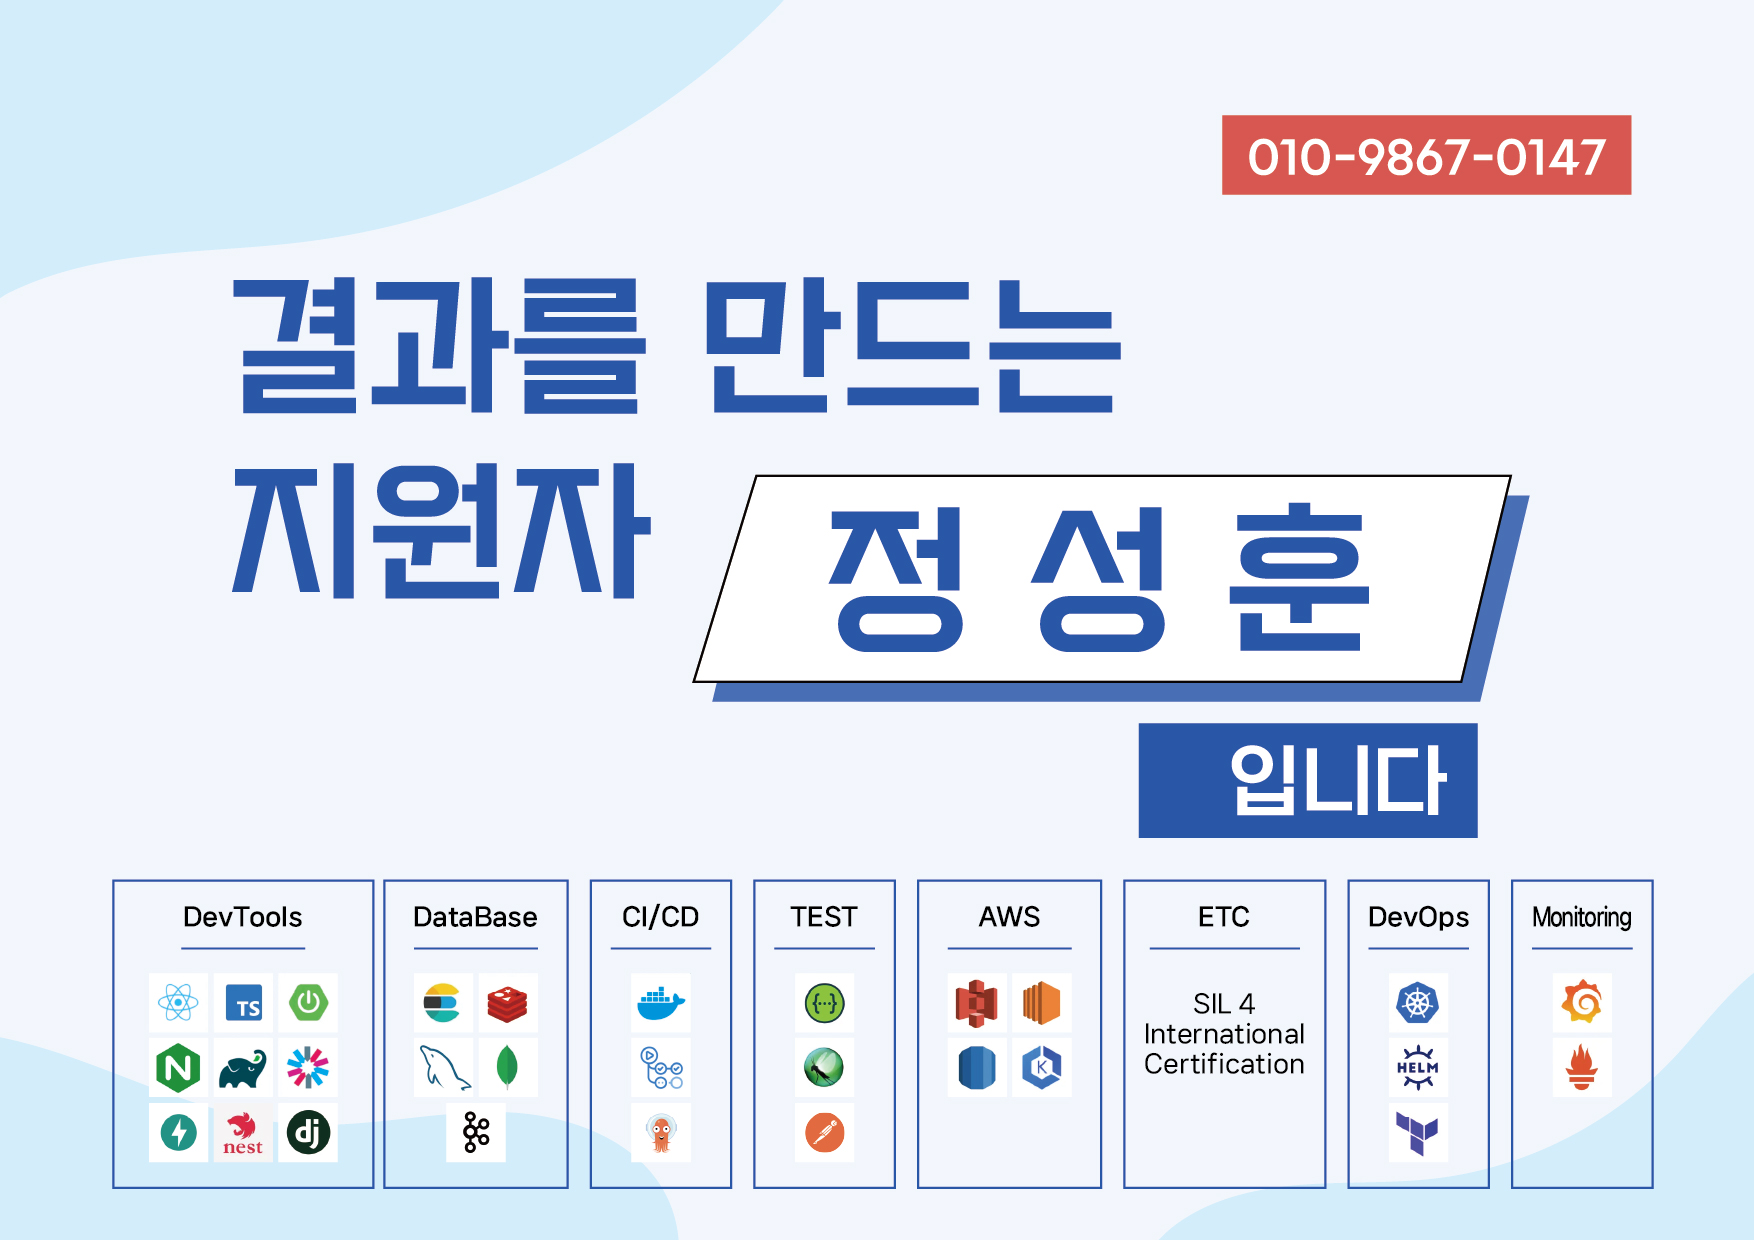 010-9867-0147
결과를 만드는
지원자
정성훈
입니다
DevTools
TS
N
nest
dj
DataBase
CI/CD
TEST
{...}
AWS
K
ETC
SIL 4
International
Certification
DevOps
HELM
Monitoring